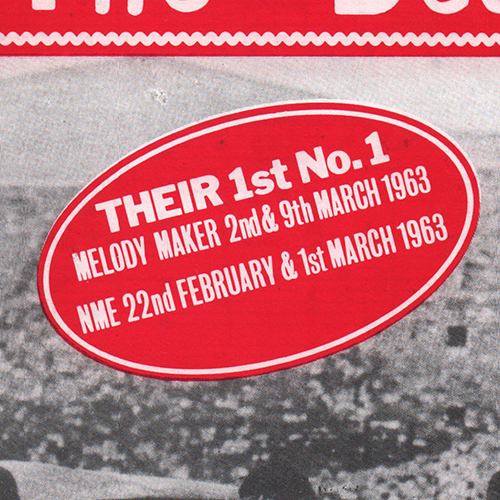 THEIR 1st No. 1
MELODY MAKER 2nd & 9th MARCH 1963
NME 22nd FEBRUARY & 1st MARCH 1963